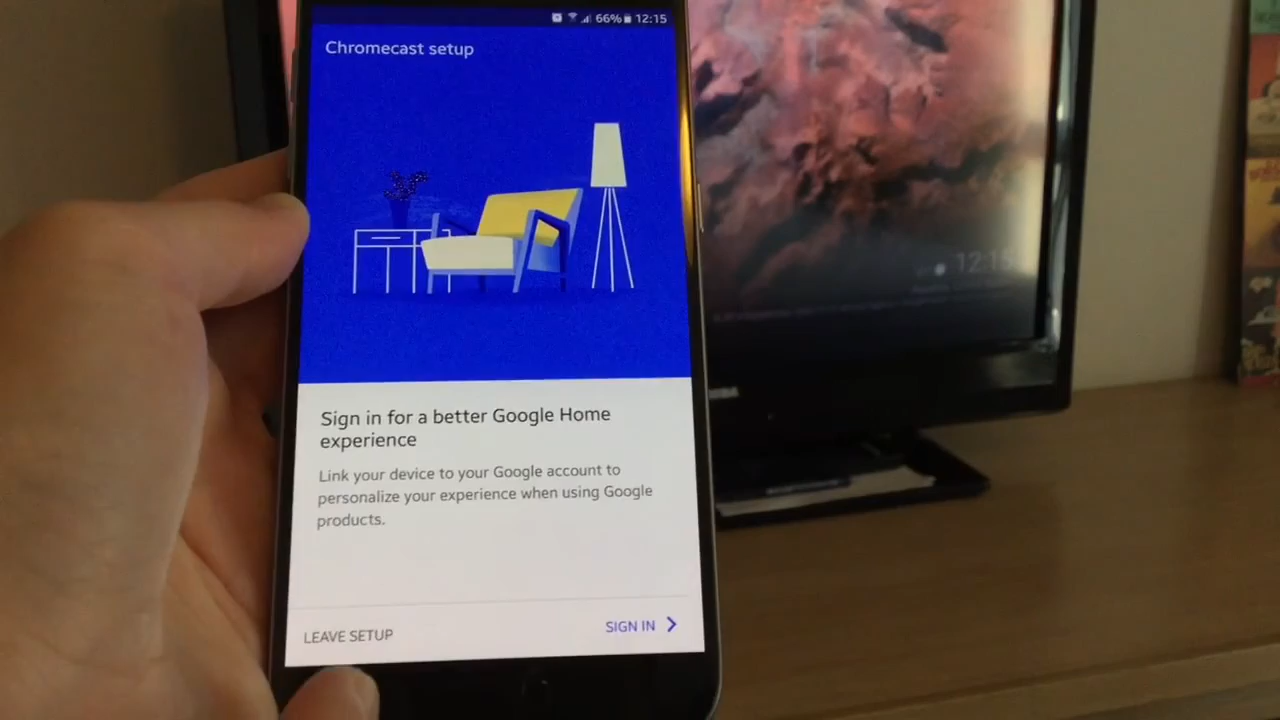 66% 12:15
Chromecast setup
Sign in for a better Google Home
experience
Link your device to your Google account to
personalize your experience when using Google
products.
LEAVE SETUP
SIGN IN
12:15